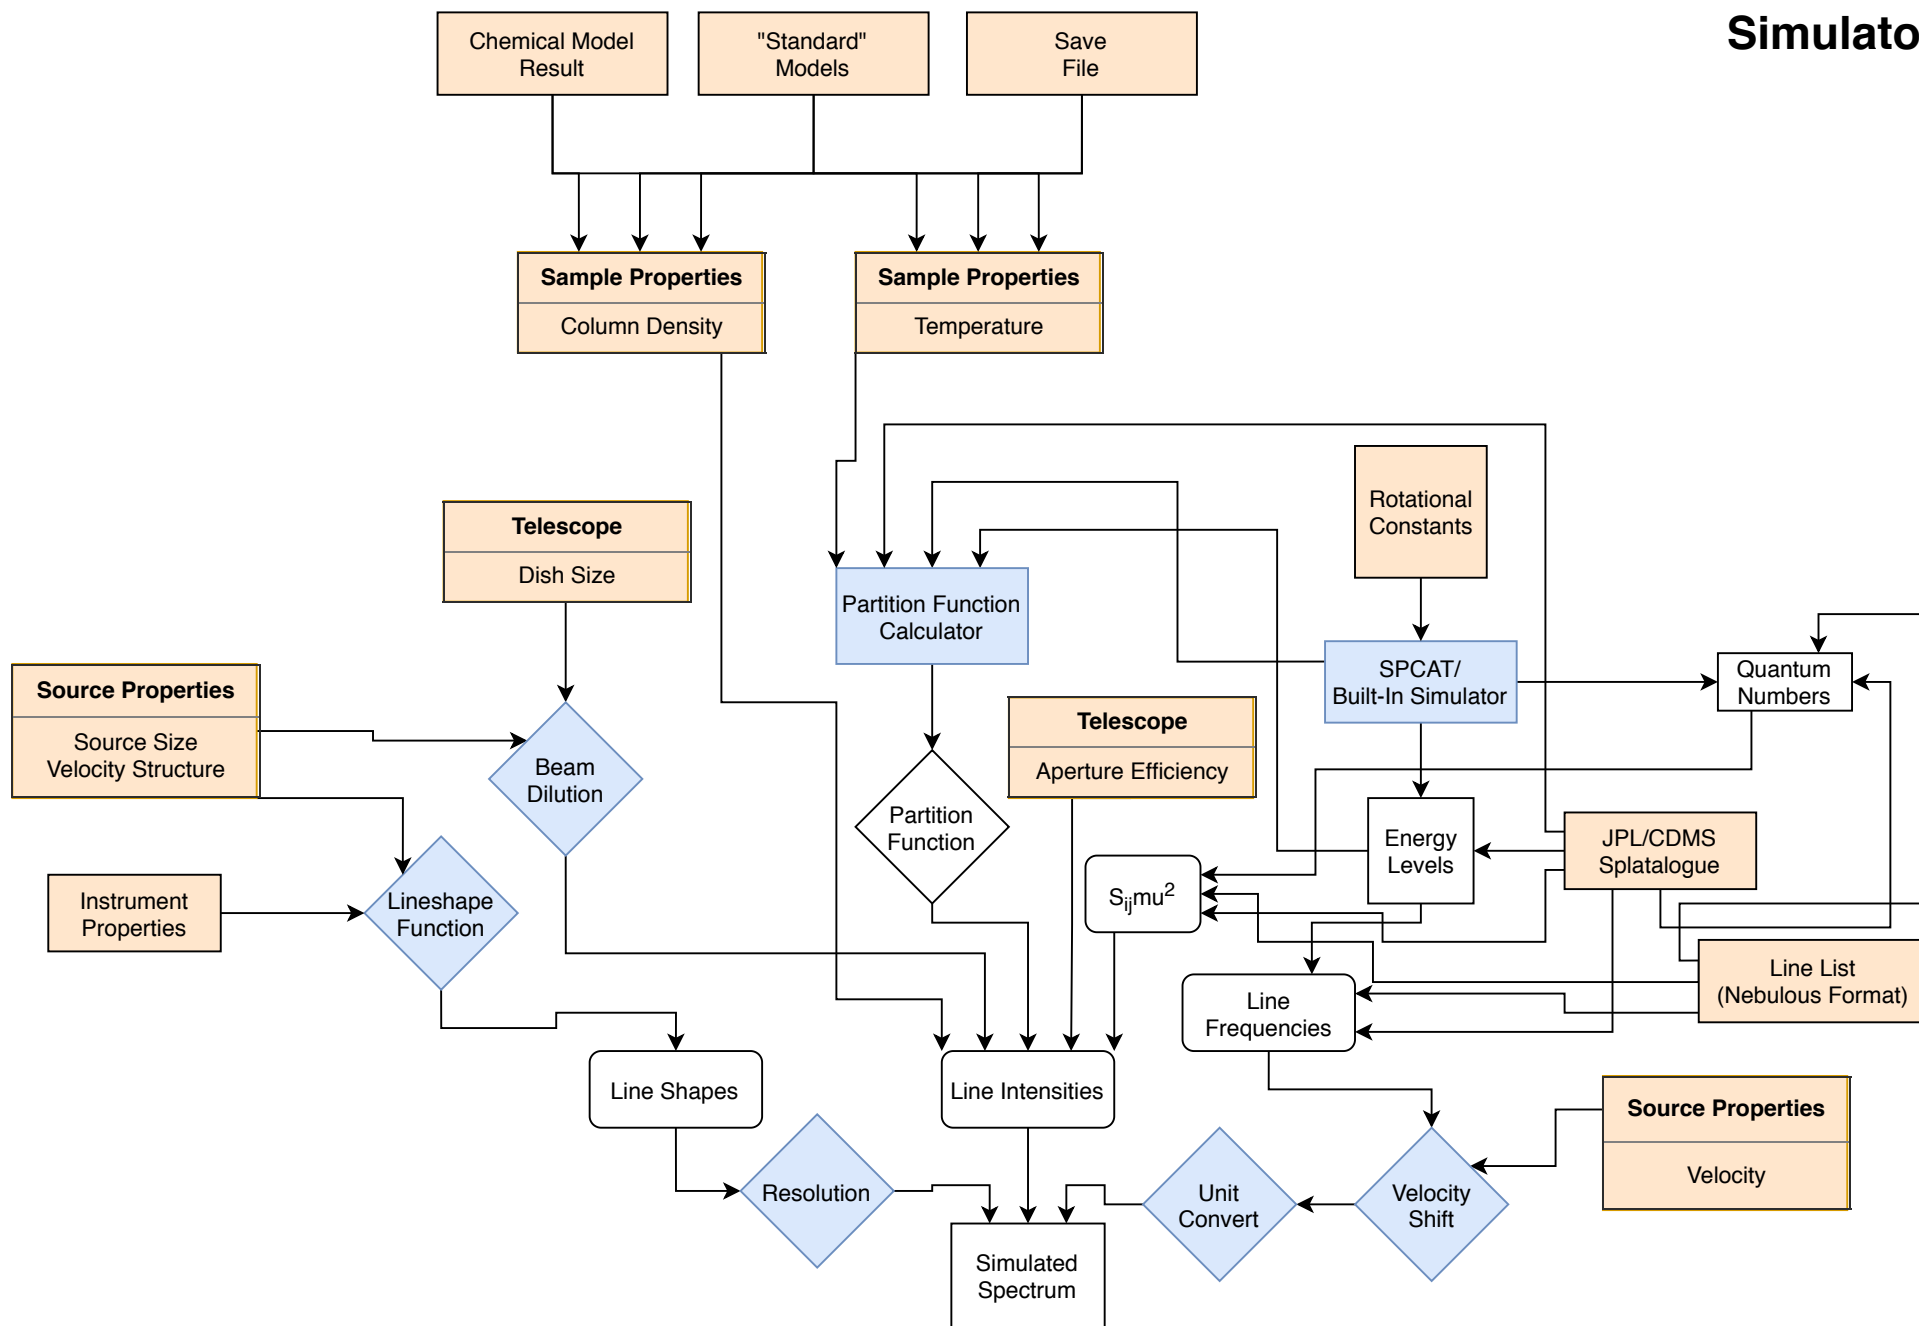 Simulato
Chemical Model
Result
"Standard"
Models
Save
File
Sample Properties
Column Density
Sample Properties
Temperature
Rotational
Constants
Telescope
Dish Size
Partition Function
Calculator
SPCAT/
Built-In Simulator
Quantum
Numbers
Source Properties
Source Size
Velocity Structure
Beam
Dilution
Telescope
Aperture Efficiency
Partition
Function
Energy
Levels
JPL/CDMS
Splatalogue
Instrument
Properties
Lineshape
Function
Sijmu2
Line List
(Nebulous Format)
Line
Frequencies
Line Shapes
Line Intensities
Source Properties
Velocity
Resolution
Unit
Convert
Velocity
Shift
Simulated
Spectrum